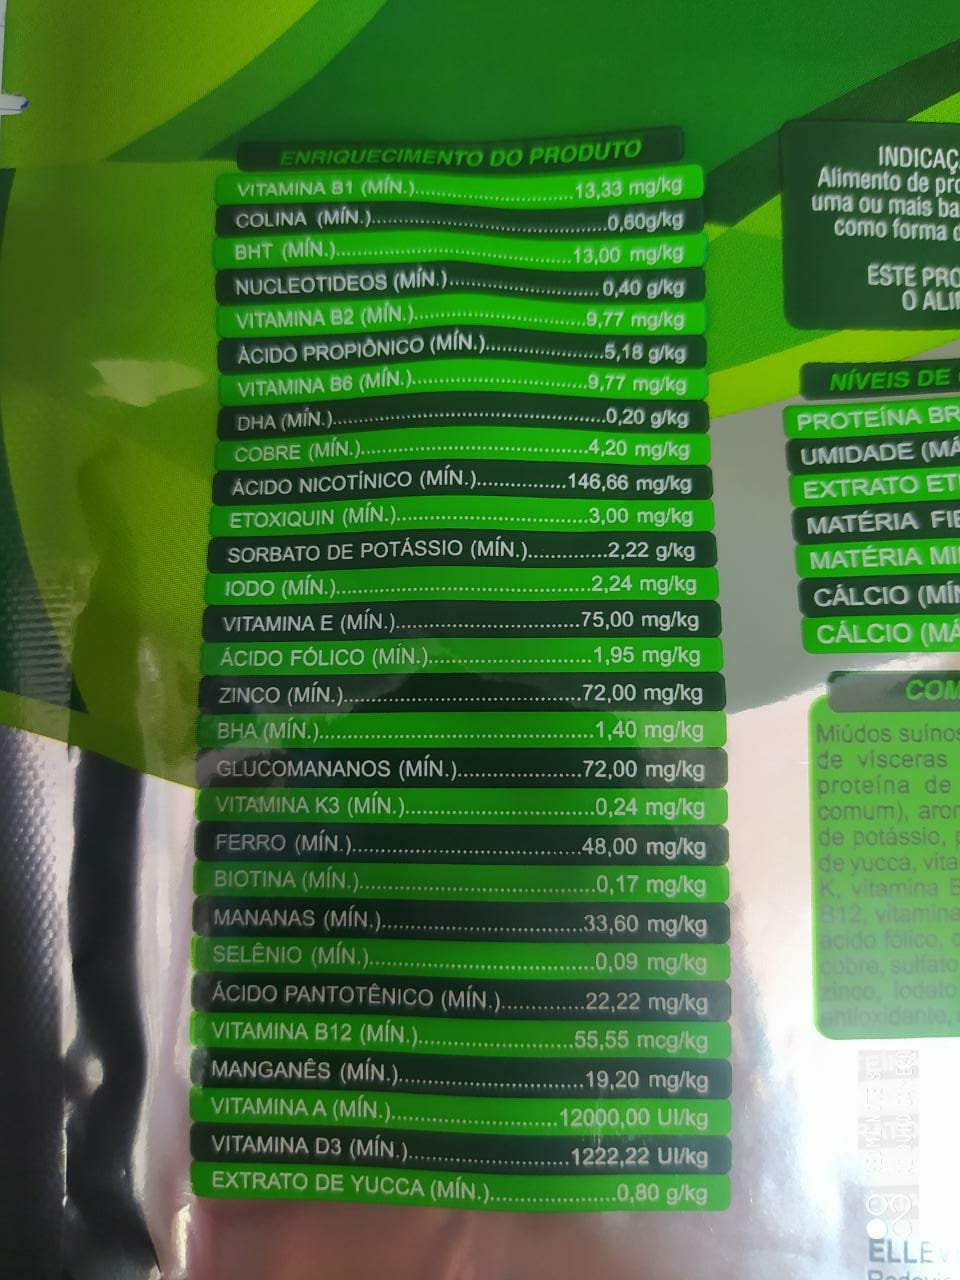 ENRIQUECIMENTO DO PRODUTO
VITAMINA B1 (MÍN.)....................13,33 mg/kg
COLINA (MÍN.)....................0,60g/kg
BHT (MÍN.)....................13,00 mg/kg
NUCLEOTIDEOS (MÍN.)....................0,40 g/kg
VITAMINA B2 (MÍN.)....................9,77 mg/kg
ÁCIDO PROPIÔNICO (MÍN.)....................5,18 g/kg
VITAMINA B6 (MÍN.)....................9,77 mg/kg
DHA (MÍN.)....................0,20 g/kg
COBRE (MÍN.)....................4,20 mg/kg
ÁCIDO NICOTÍNICO (MÍN.)....................146,66 mg/kg
ETOXIQUIN (MÍN.)....................3,00 mg/kg
SORBATO DE POTÁSSIO (MÍN.)....................2,22 g/kg
IODO (MÍN.)....................2,24 mg/kg
VITAMINA E (MÍN.)....................75,00 mg/kg
ÁCIDO FÓLICO (MÍN.)....................1,95 mg/kg
ZINCO (MÍN.)....................72,00 mg/kg
BHA (MÍN.)....................1,40 mg/kg
GLUCOMANANOS (MÍN.)....................72,00 mg/kg
VITAMINA K3 (MÍN.)....................0,24 mg/kg
FERRO (MÍN.)....................48,00 mg/kg
BIOTINA (MÍN.)....................0,17 mg/kg
MANANAS (MÍN.)....................33,60 mg/kg
SELÊNIO (MÍN.)....................0,09 mg/kg
ÁCIDO PANTOTÊNICO (MÍN.)....................22,22 mg/kg
VITAMINA B12 (MÍN.)....................55,55 mcg/kg
MANGANÊS (MÍN.)....................19,20 mg/kg
VITAMINA A (MÍN.)....................12000,00 UI/kg
VITAMINA D3 (MÍN.)....................1222,22 UI/kg
EXTRATO DE YUCCA (MÍN.)....................0,80 g/kg
INDICAÇ
Alimento de pro
uma ou mais ba
como forma d
ESTE PRO
O ALI
NÍVEIS DE
PROTEÍNA BR
UMIDADE (MÁ
EXTRATO ET
MATÉRIA FIB
MATÉRIA MI
CÁLCIO (MÍN
CÁLCIO (MÁ
COM
Miúdos suínos
de vísceras
proteína de
comum), aro
de potássio, p
de yucca, vita
K, vitamina B
B12, vitamina
ácido fólico,
cobre, sulfato
zinco, iodato
antioxidante,
ELLEV